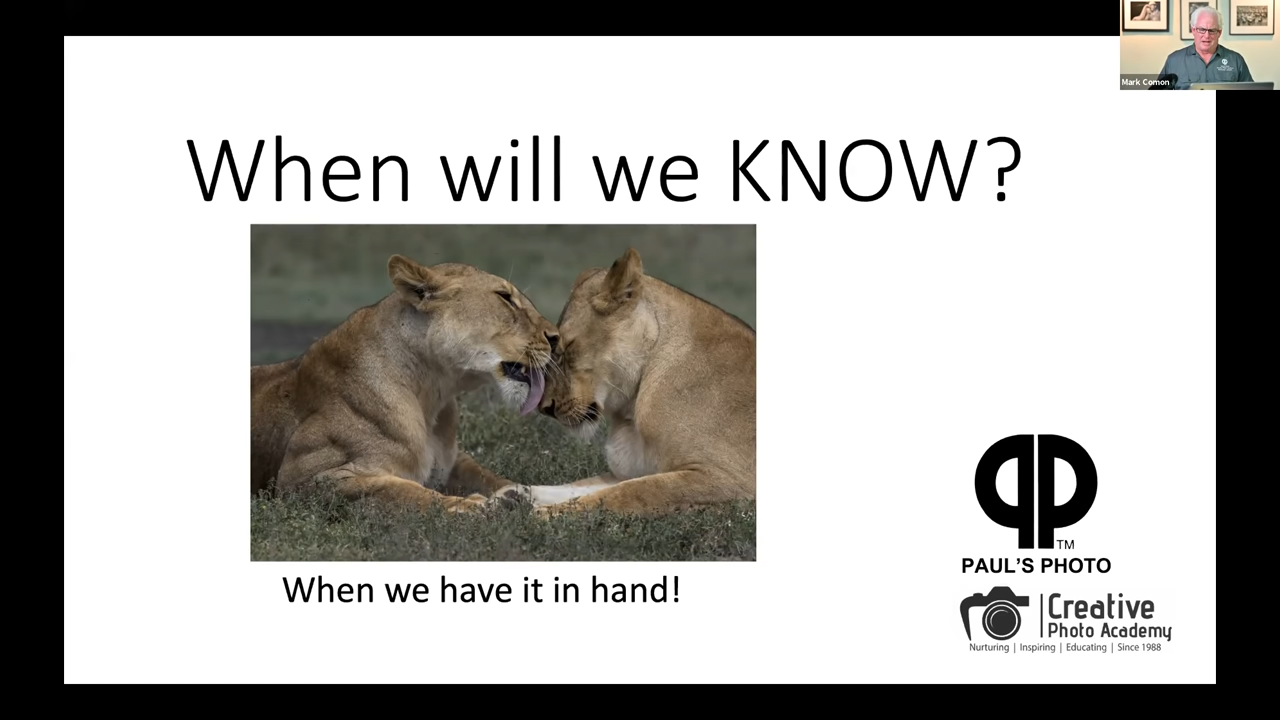 Mark Comon
When will we KNOW?
When we have it in hand!
TM
PAUL'S PHOTO
Creative
Photo Academy
Nurturing | Inspiring | Educating | Since 1988